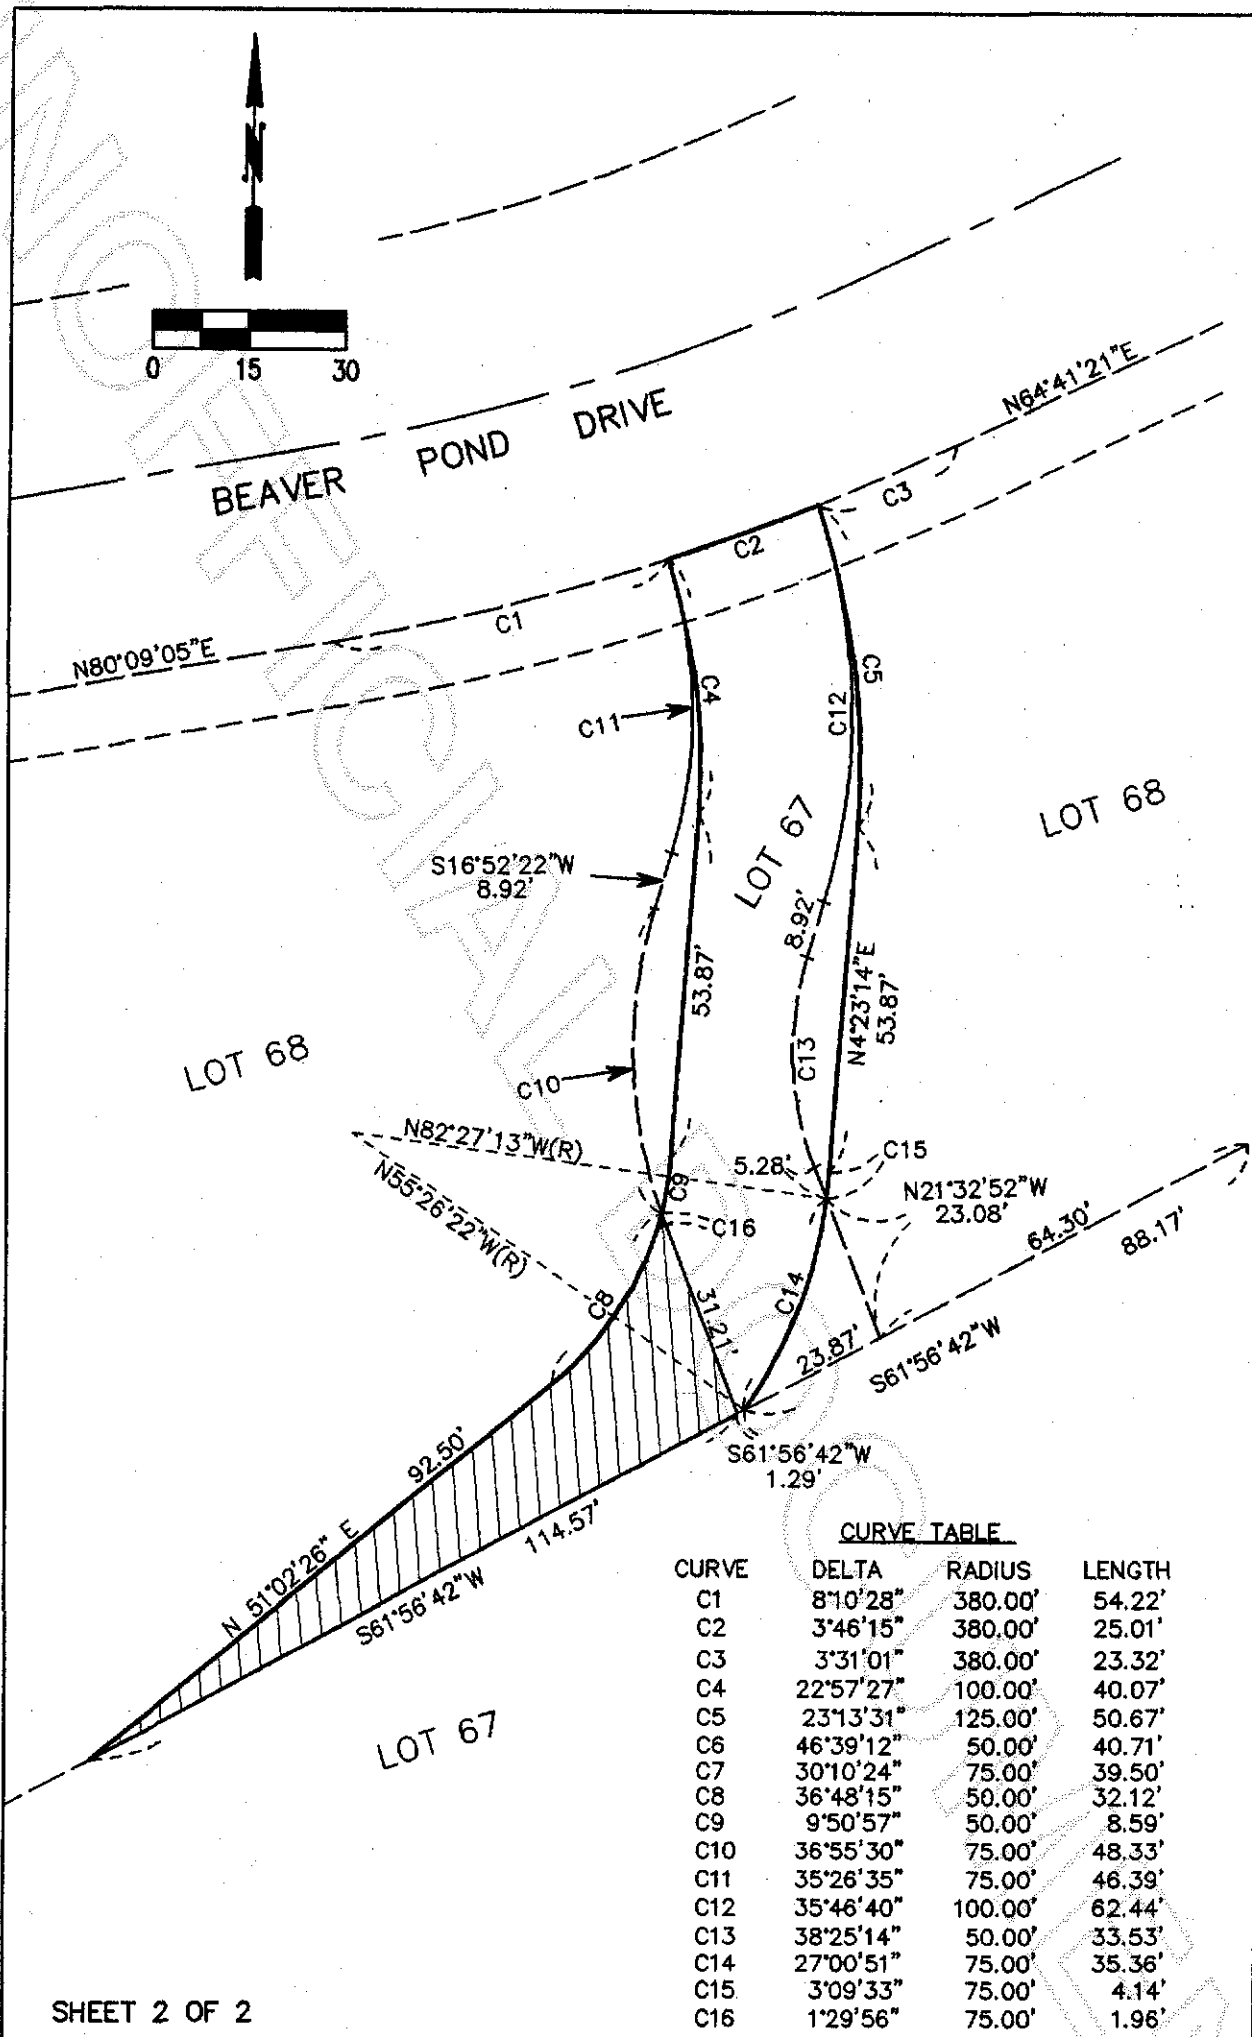 N
0 15 30
BEAVER POND DRIVE
N64°41'21"E
C3
C2
C1
N80°09'05"E
C4
C5
C11
C12
LOT 68
LOT 67
S16°52'22"W
8.92'
8.92'
53.87'
N4°23'14"E
53.87'
C13
LOT 68
C10
N82°27'13"W(R)
5.28'
C15
C9
N55°26'22"W(R)
N21°32'52"W
23.08'
C16
64.30'
88.17'
C8
31.21'
C14
23.87'
S61°56'42"W
92.50'
S61°56'42"W
1.29'
N 51°02'26" E
114.57'
S61°56'42"W
LOT 67
CURVE TABLE
CURVE DELTA RADIUS LENGTH
C1 8°10'28" 380.00' 54.22'
C2 3°46'15" 380.00' 25.01'
C3 3°31'01" 380.00' 23.32'
C4 22°57'27" 100.00' 40.07'
C5 23°13'31" 125.00' 50.67'
C6 46°39'12" 50.00' 40.71'
C7 30°10'24" 75.00' 39.50'
C8 36°48'15" 50.00' 32.12'
C9 9°50'57" 50.00' 8.59'
C10 36°55'30" 75.00' 48.33'
C11 35°26'35" 75.00' 46.39'
C12 35°46'40" 100.00' 62.44'
C13 38°25'14" 50.00' 33.53'
C14 27°00'51" 75.00' 35.36'
C15 3°09'33" 75.00' 4.14'
C16 1°29'56" 75.00' 1.96'
SHEET 2 OF 2